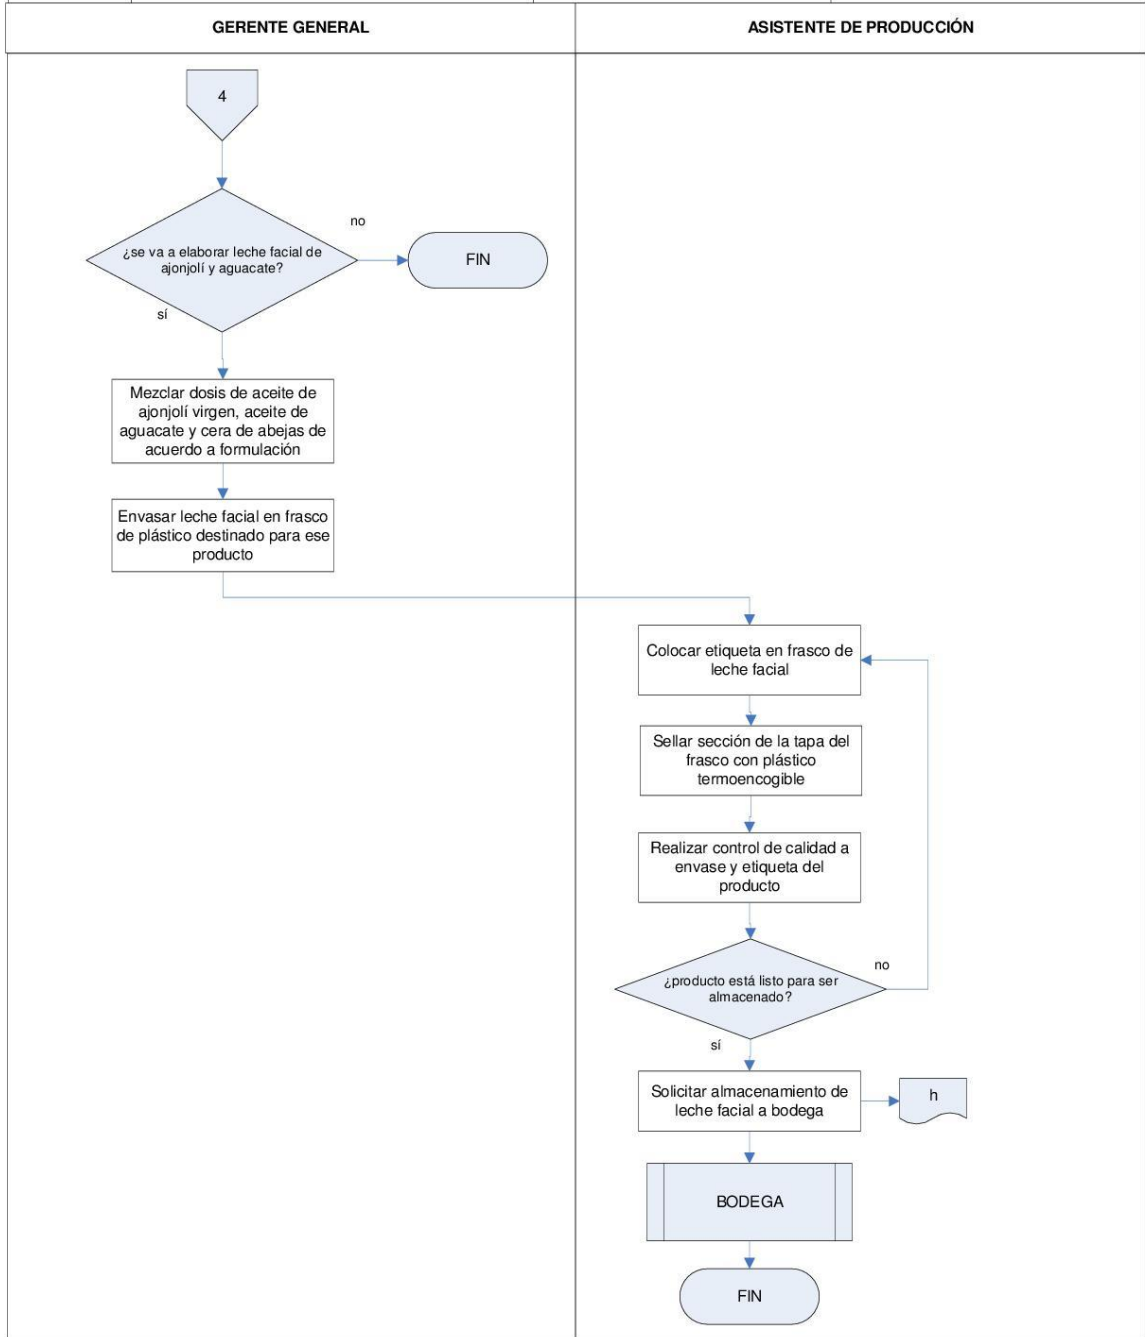 GERENTE GENERAL
ASISTENTE DE PRODUCCIÓN
4
no
¿se va a elaborar leche facial de
ajonjolí y aguacate?
FIN
sí
Mezclar dosis de aceite de
ajonjolí virgen, aceite de
aguacate y cera de abejas de
acuerdo a formulación
Envasar leche facial en frasco
de plástico destinado para ese
producto
Colocar etiqueta en frasco de
leche facial
Sellar sección de la tapa del
frasco con plástico
termoencogible
Realizar control de calidad a
envase y etiqueta del
producto
no
¿producto está listo para ser
almacenado?
sí
Solicitar almacenamiento de
leche facial a bodega
h
BODEGA
FIN